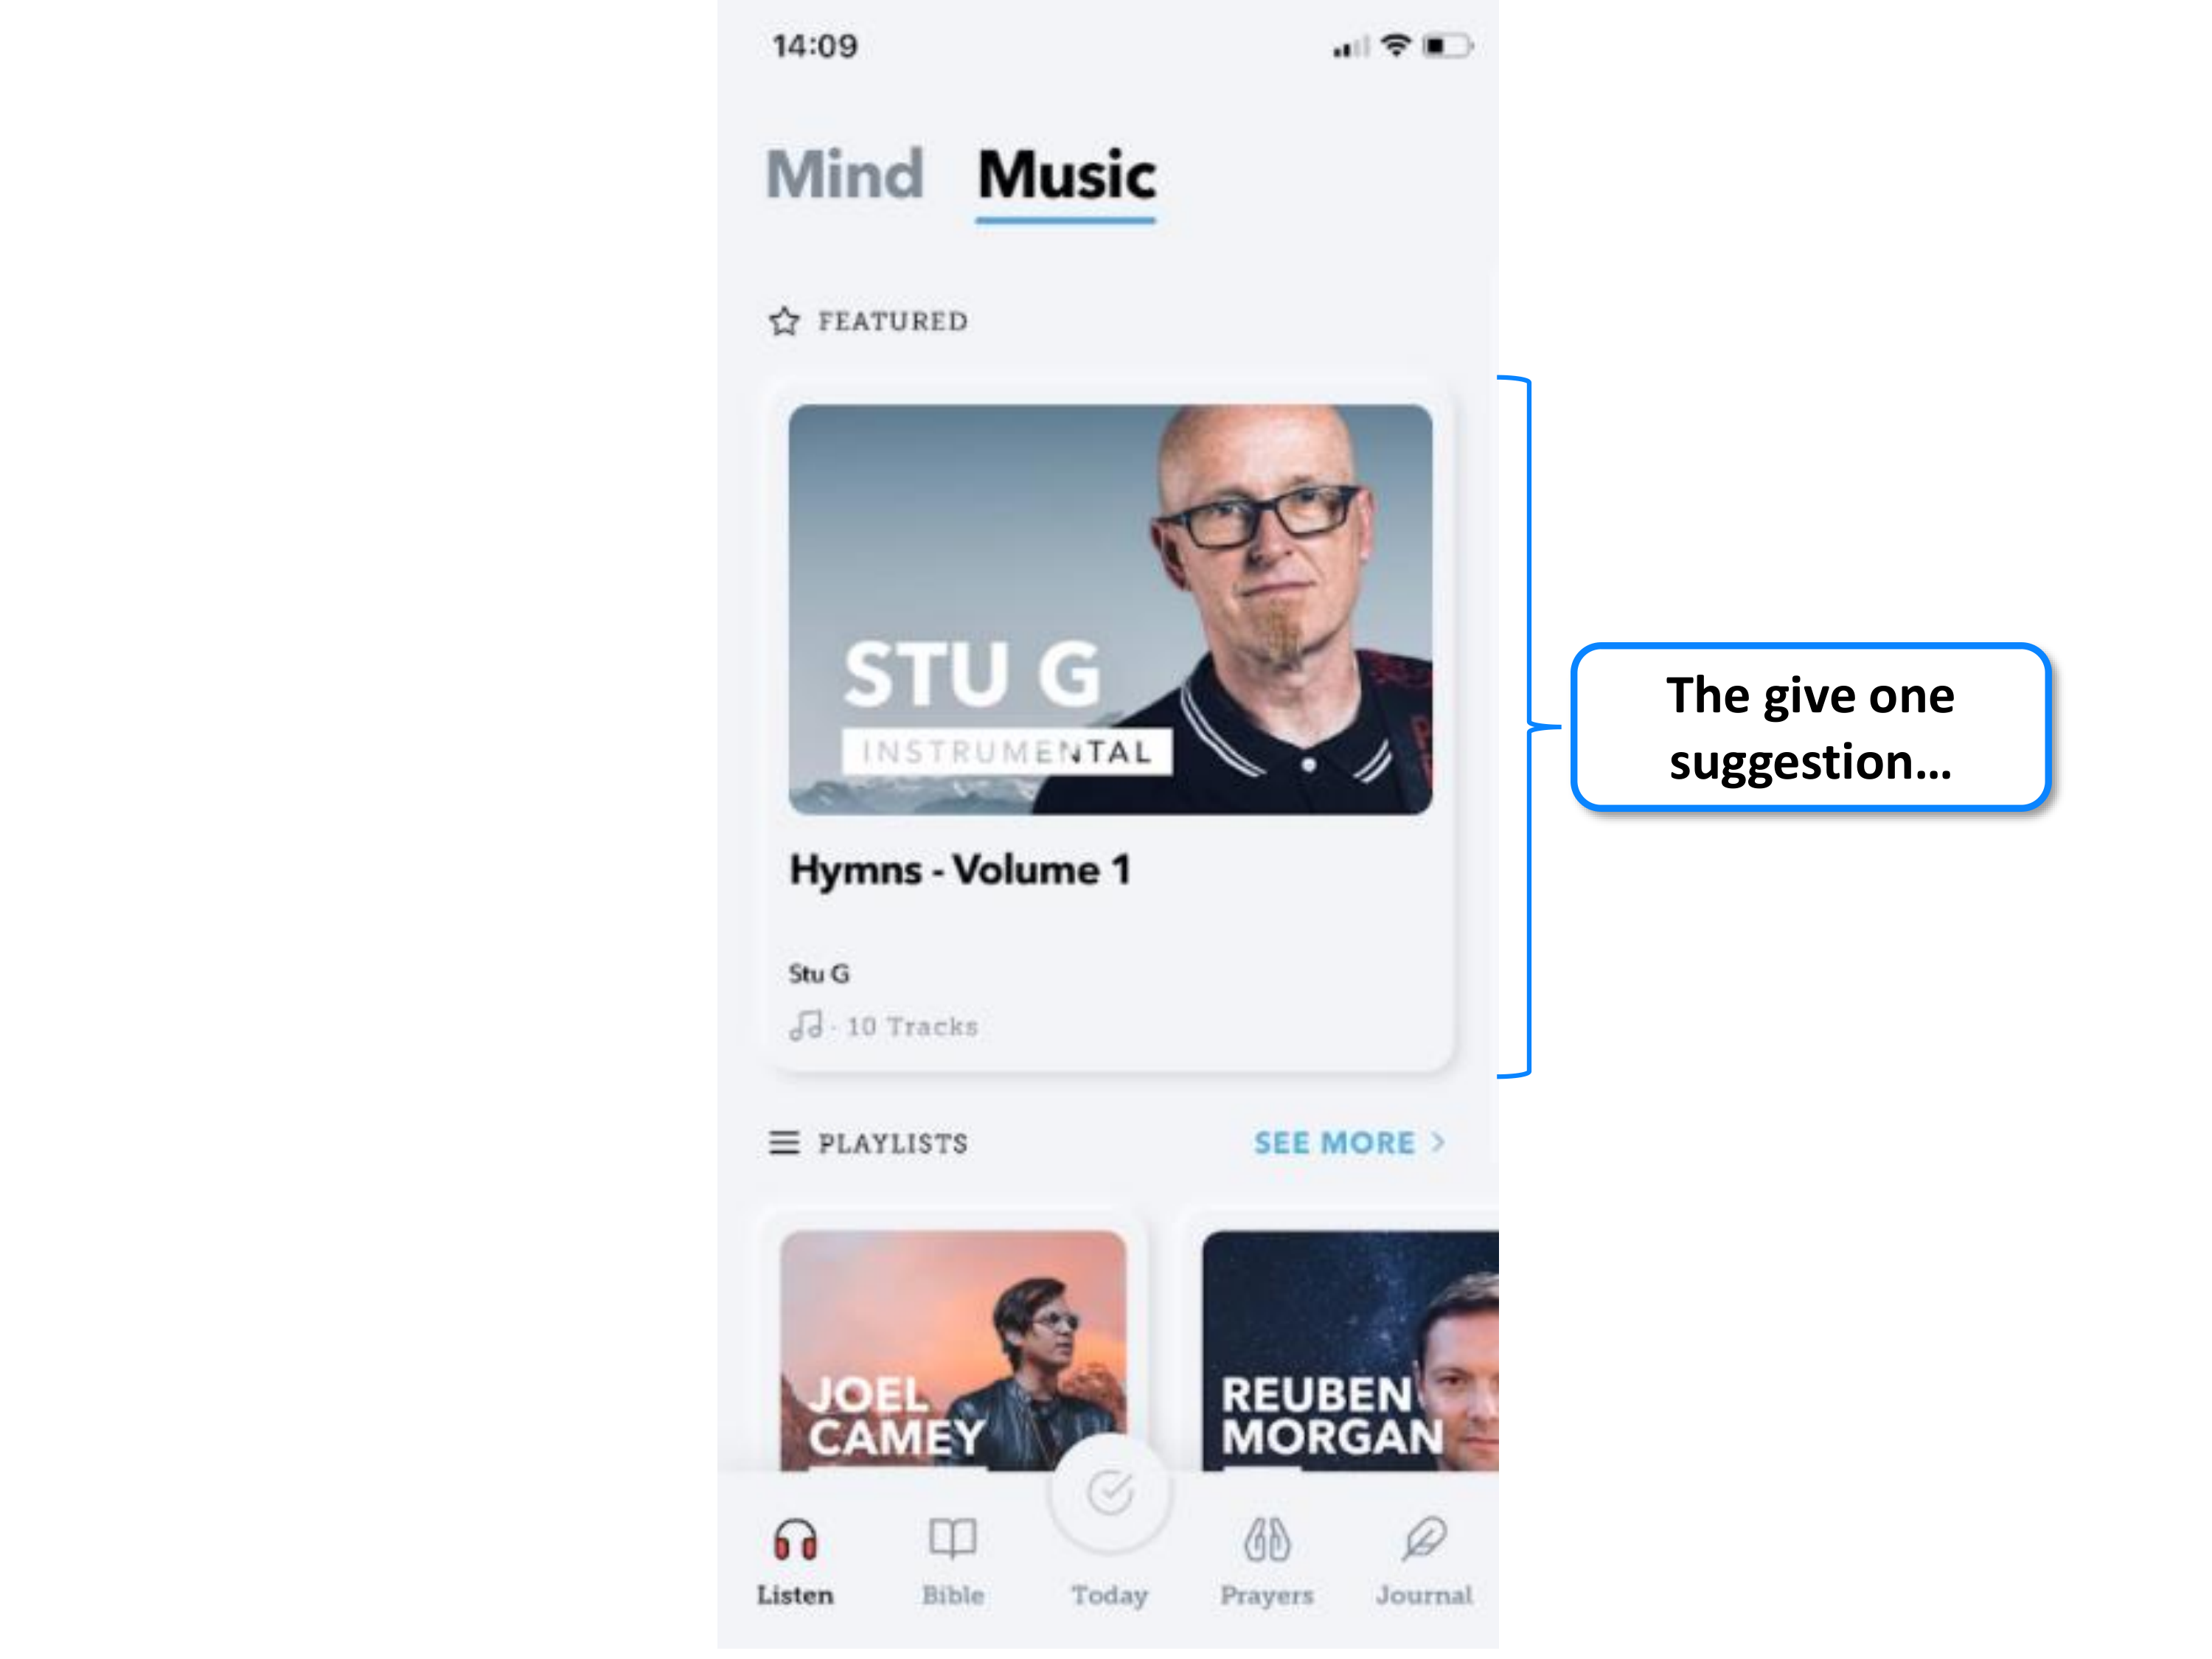 14:09
Mind Music
FEATURED
STU G
INSTRUMENTAL
Hymns - Volume 1
Stu G
· 10 Tracks
The give one
suggestion...
PLAYLISTS SEE MORE >
JOEL
CAMEY
REUBEN
MORGAN
Listen Bible Today Prayers Journal